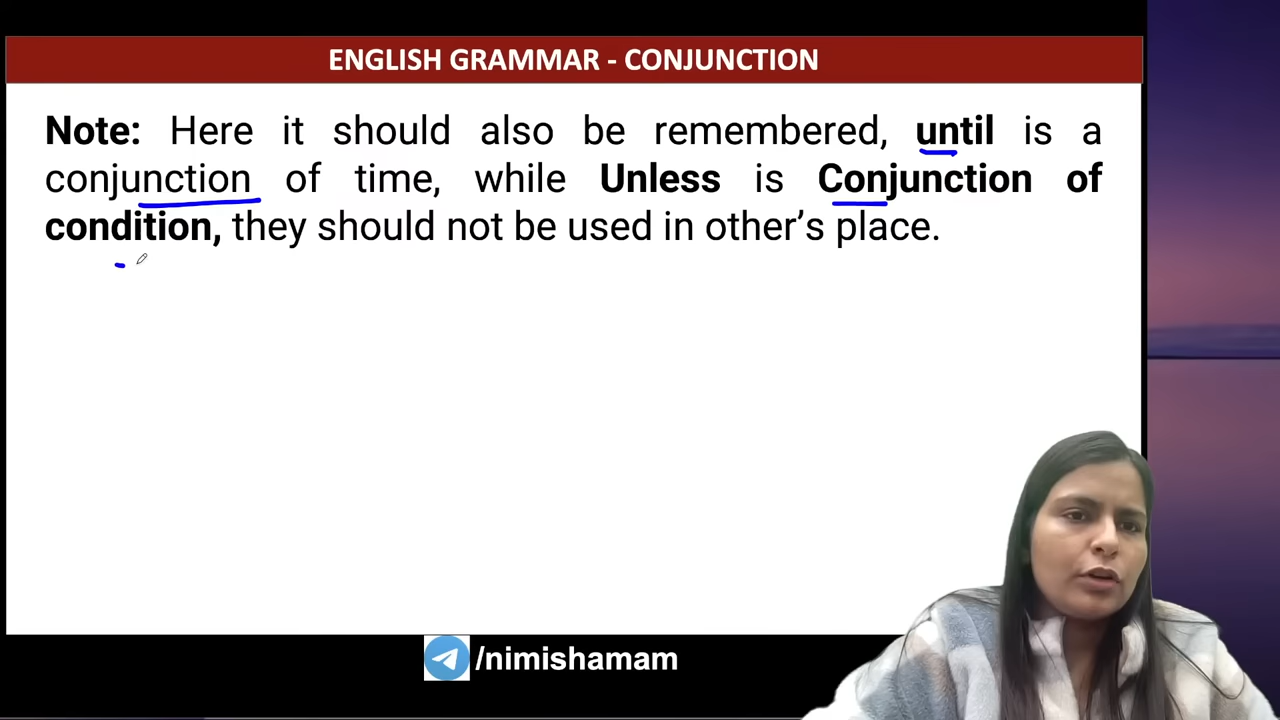 ENGLISH GRAMMAR - CONJUNCTION
Note: Here it should also be remembered, until is a
conjunction of time, while Unless is Conjunction of
condition, they should not be used in other’s place.
/nimishamam